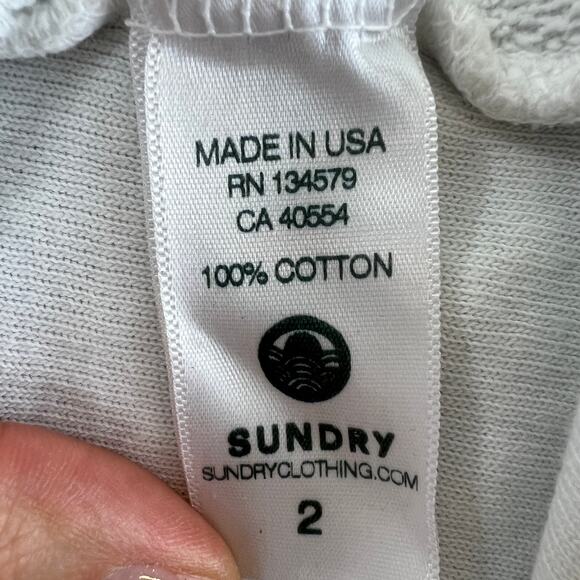 MADE IN USA
RN 134579
CA 40554
100% COTTON
SUNDRY
SUNDRYCLOTHING.COM
2